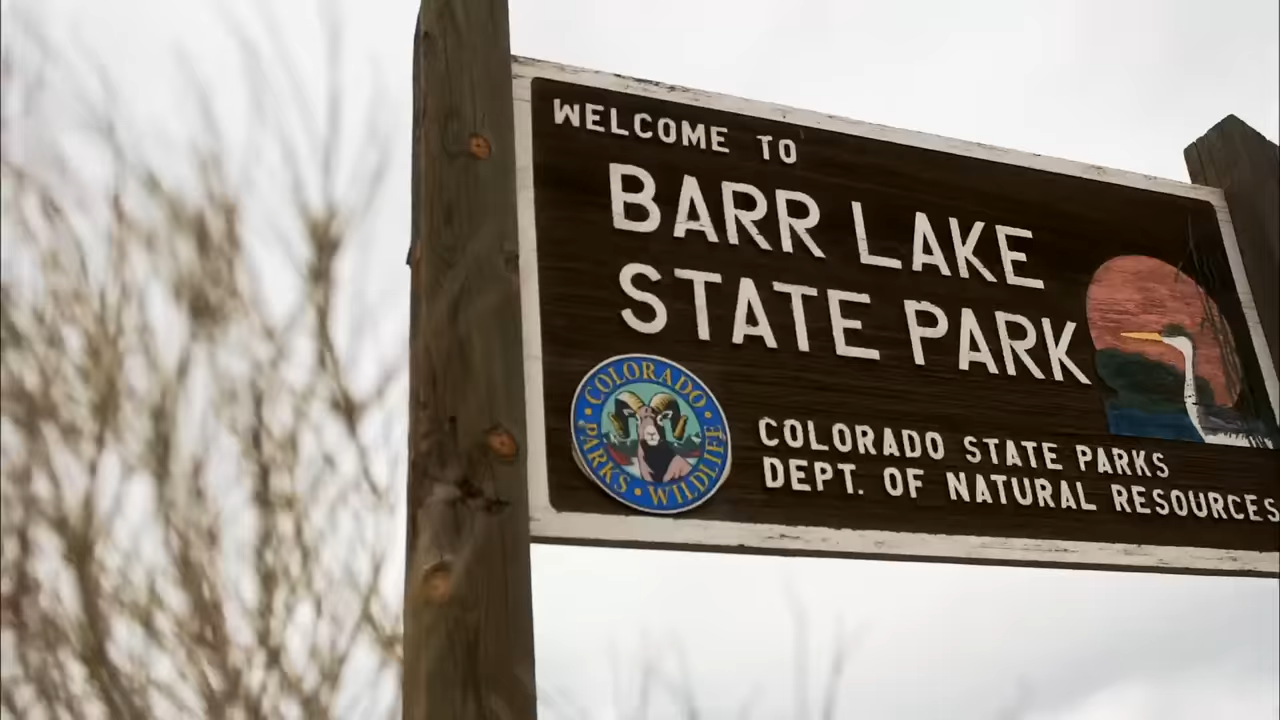 WELCOME TO
BARR LAKE
STATE PARK
COLORADO
PARKS • WILDLIFE
COLORADO STATE PARKS
DEPT. OF NATURAL RESOURCES